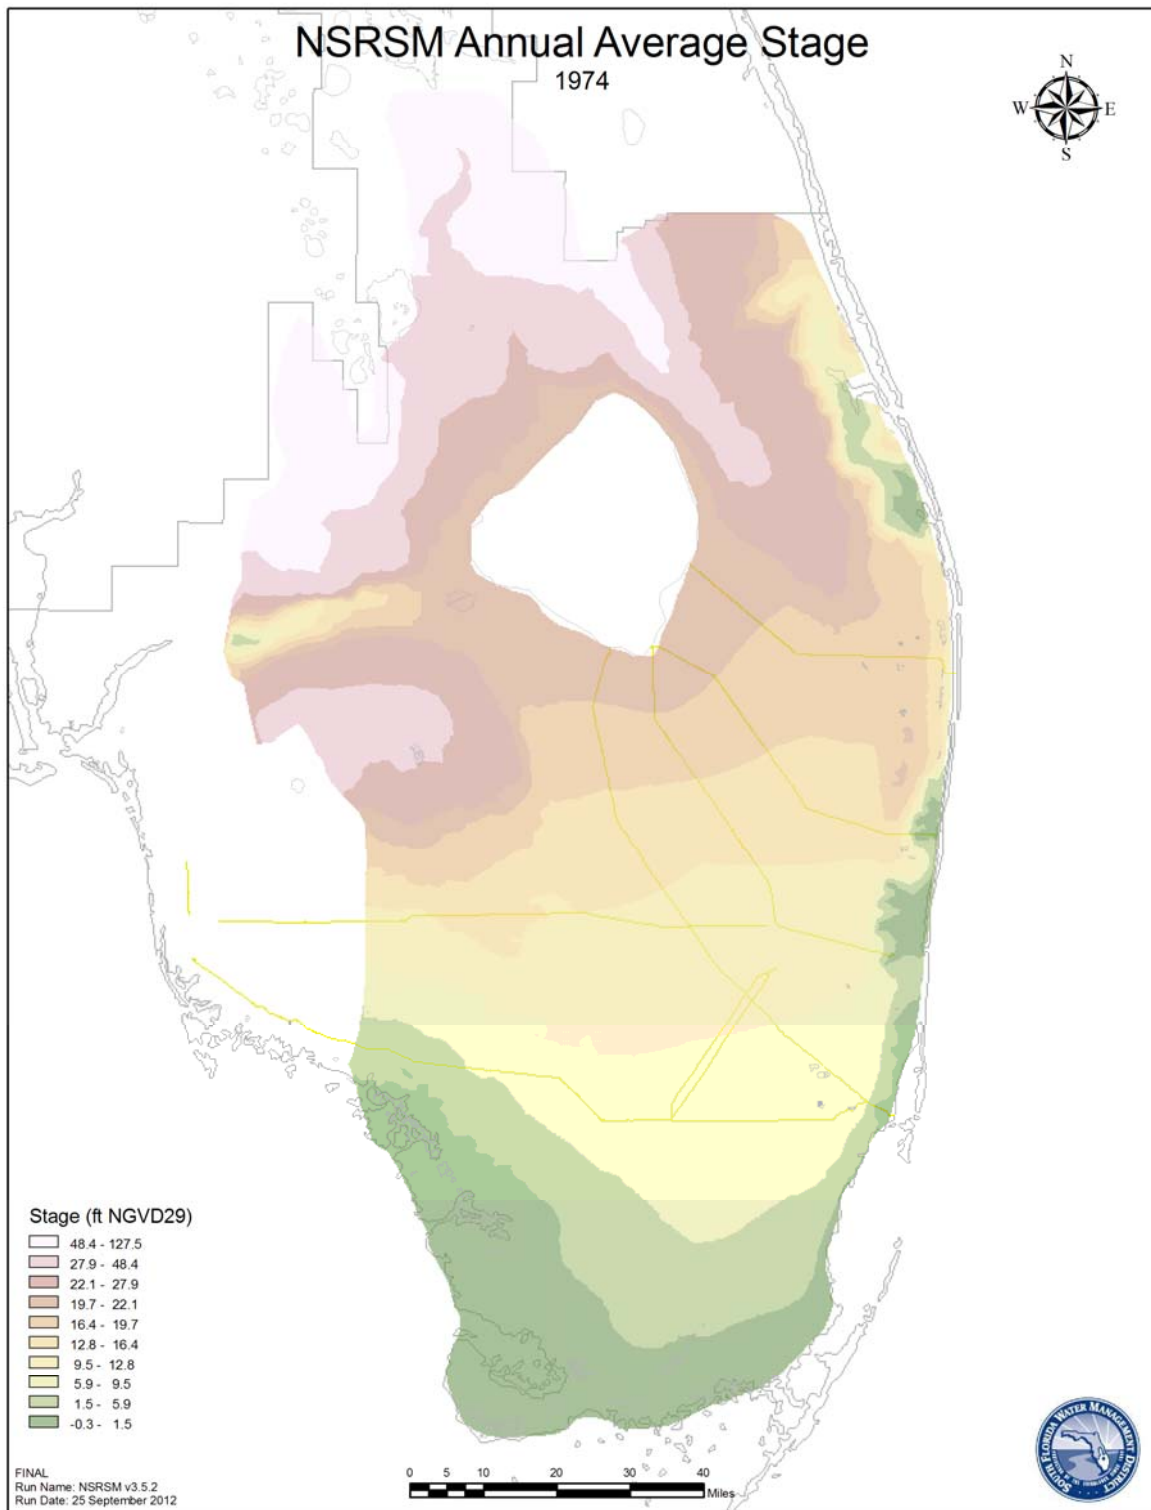 NSRSM Annual Average Stage
1974
N
W E
S
Stage (ft NGVD29)
48.4 - 127.5
27.9 - 48.4
22.1 - 27.9
19.7 - 22.1
16.4 - 19.7
12.8 - 16.4
9.5 - 12.8
5.9 - 9.5
1.5 - 5.9
-0.3 - 1.5
FINAL
Run Name: NSRSM v3.5.2
Run Date: 25 September 2012
0 5 10 20 30 40
Miles
SOUTH FLORIDA WATER MANAGEMENT DISTRICT